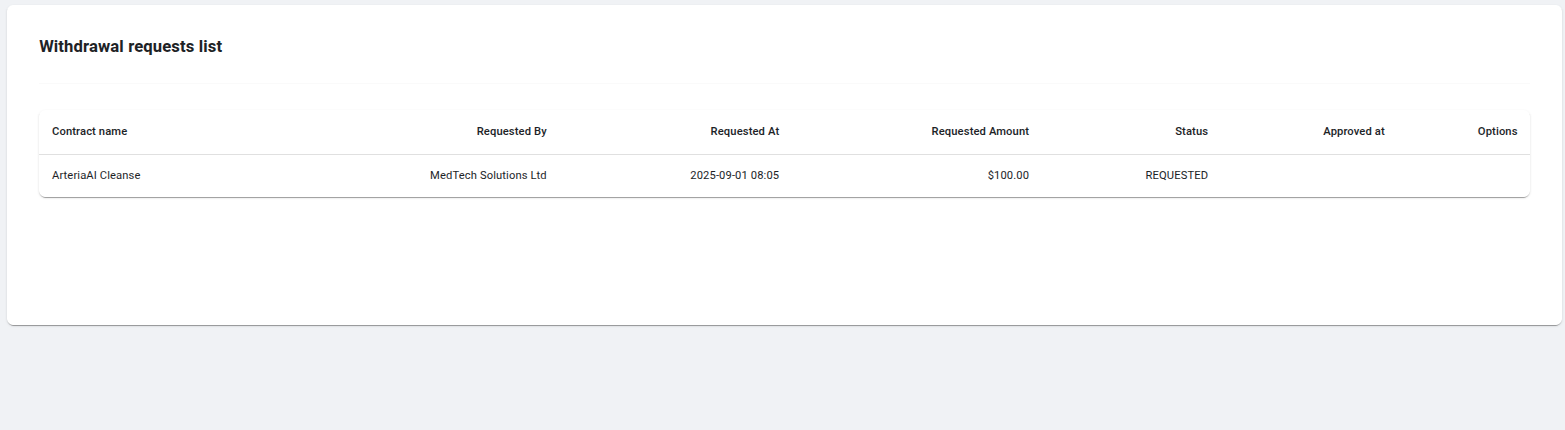 Withdrawal requests list
Contract name Requested By Requested At Requested Amount Status Approved at Options
ArteriaAI Cleanse MedTech Solutions Ltd 2025-09-01 08:05 $100.00 REQUESTED